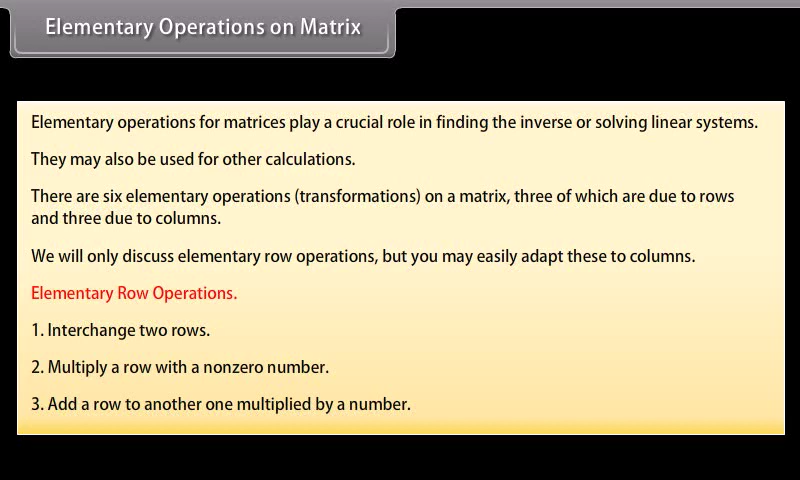 Elementary Operations on Matrix
Elementary operations for matrices play a crucial role in finding the inverse or solving linear systems.
They may also be used for other calculations.
There are six elementary operations (transformations) on a matrix, three of which are due to rows
and three due to columns.
We will only discuss elementary row operations, but you may easily adapt these to columns.
Elementary Row Operations.
1. Interchange two rows.
2. Multiply a row with a nonzero number.
3. Add a row to another one multiplied by a number.